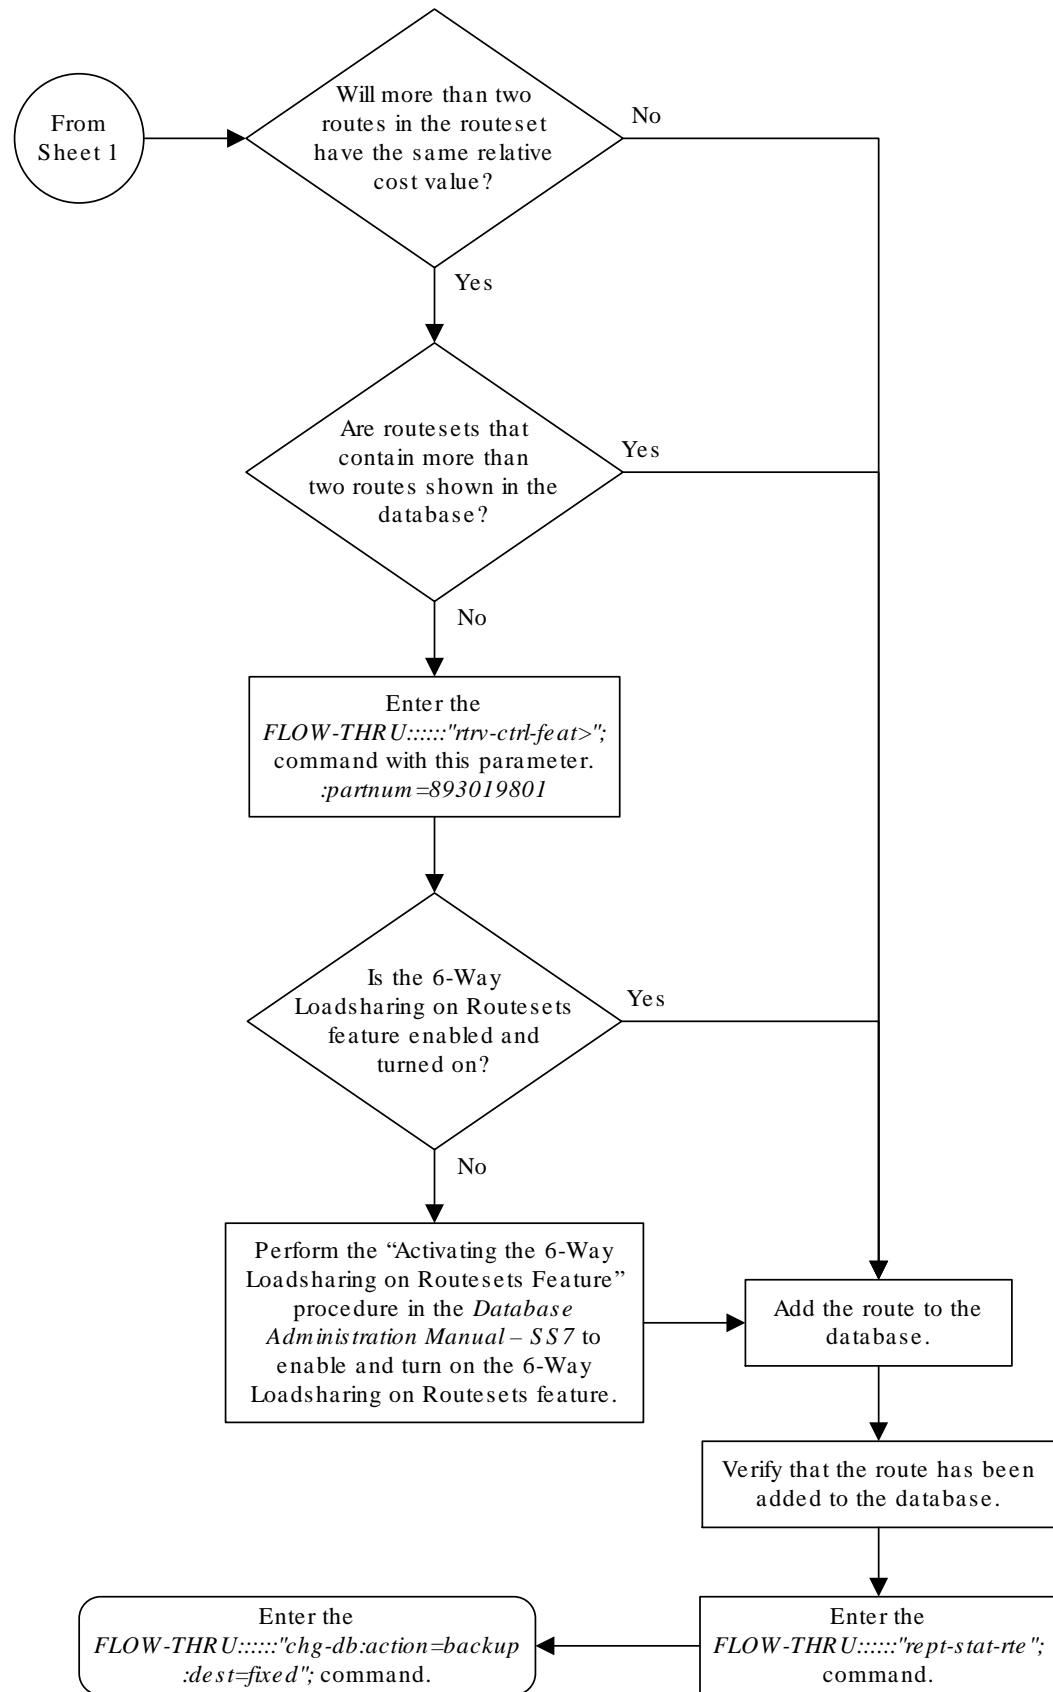 From
Sheet 1
Will more than two
routes in the routeset
have the same relative
cost value?
No
Yes
Are routesets that
contain more than
two routes shown in the
database?
Yes
No
Enter the
FLOW-THRU::::::"rtrv-ctrl-feat>";
command with this parameter.
:partnum=893019801
Is the 6-Way
Loadsharing on Routesets
feature enabled and
turned on?
Yes
No
Perform the “Activating the 6-Way
Loadsharing on Routesets Feature”
procedure in the Database
Administration Manual – SS7 to
enable and turn on the 6-Way
Loadsharing on Routesets feature.
Add the route to the
database.
Verify that the route has been
added to the database.
Enter the
FLOW-THRU::::::"rept-stat-rte";
command.
Enter the
FLOW-THRU::::::"chg-db:action=backup
:dest=fixed"; command.